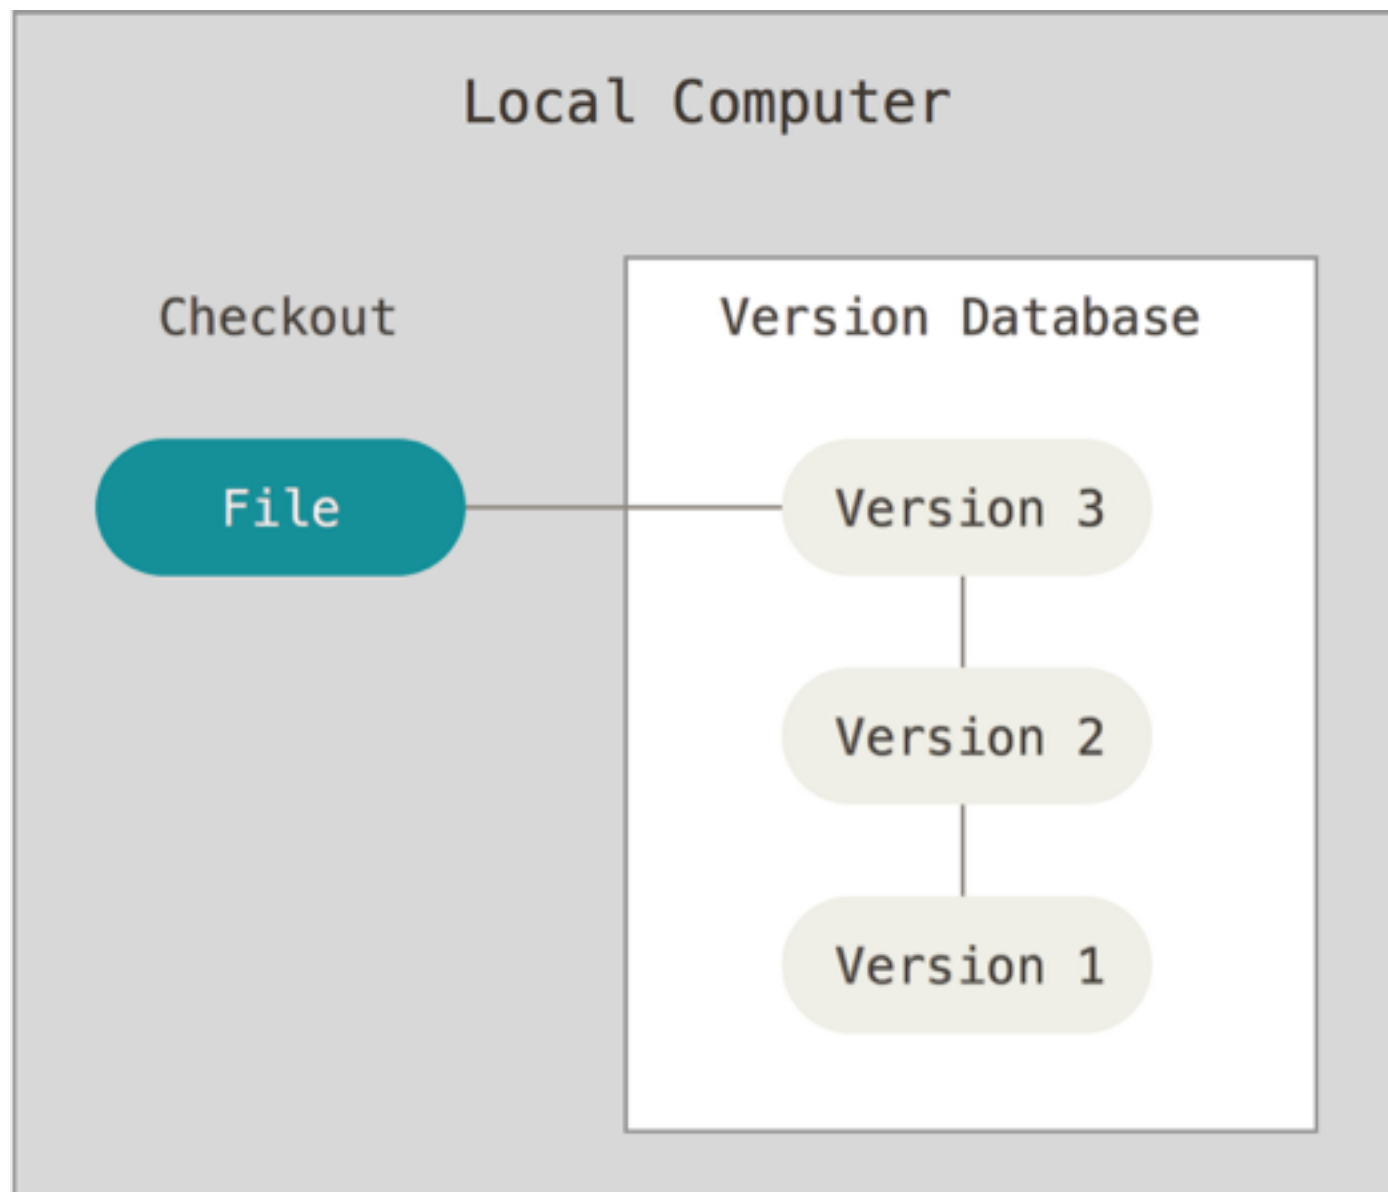 Local Computer
Checkout
Version Database
File
Version 3
Version 2
Version 1